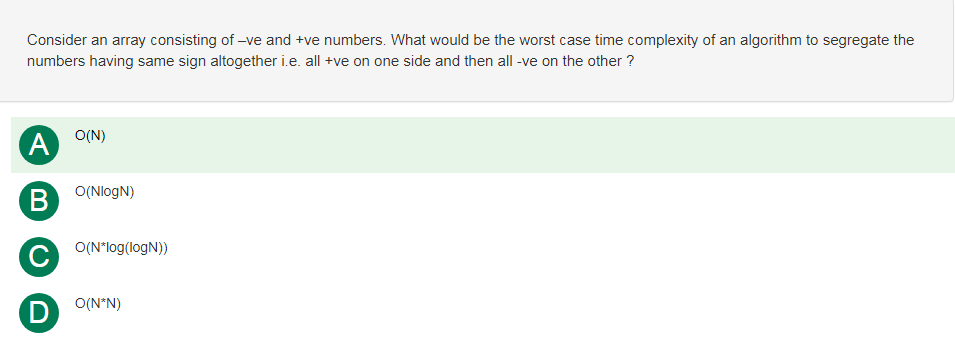 Consider an array consisting of –ve and +ve numbers. What would be the worst case time complexity of an algorithm to segregate the
numbers having same sign altogether i.e. all +ve on one side and then all -ve on the other ?
A O(N)
B O(NlogN)
C O(N*log(logN))
D O(N*N)